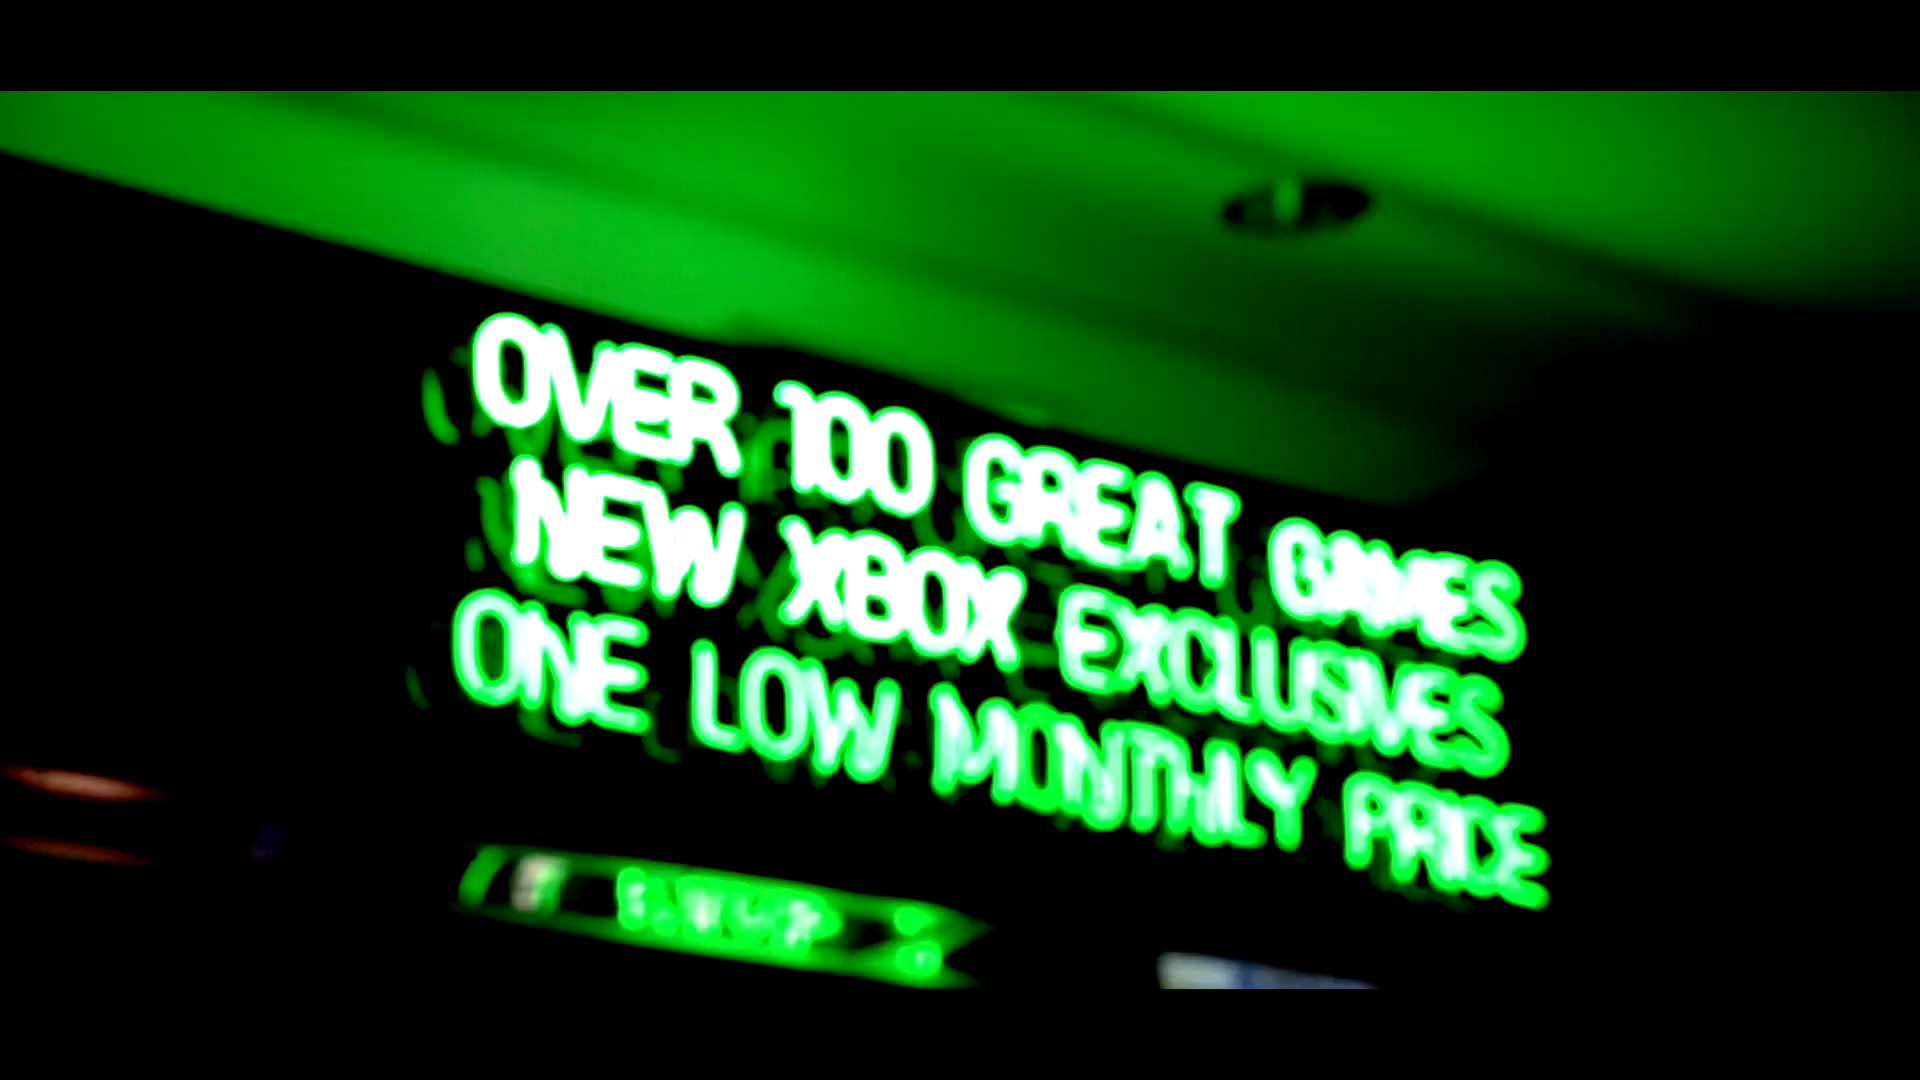 OVER 100 GREAT GAMES
NEW XBOX EXCLUSIVES
ONE LOW MONTHLY PRICE